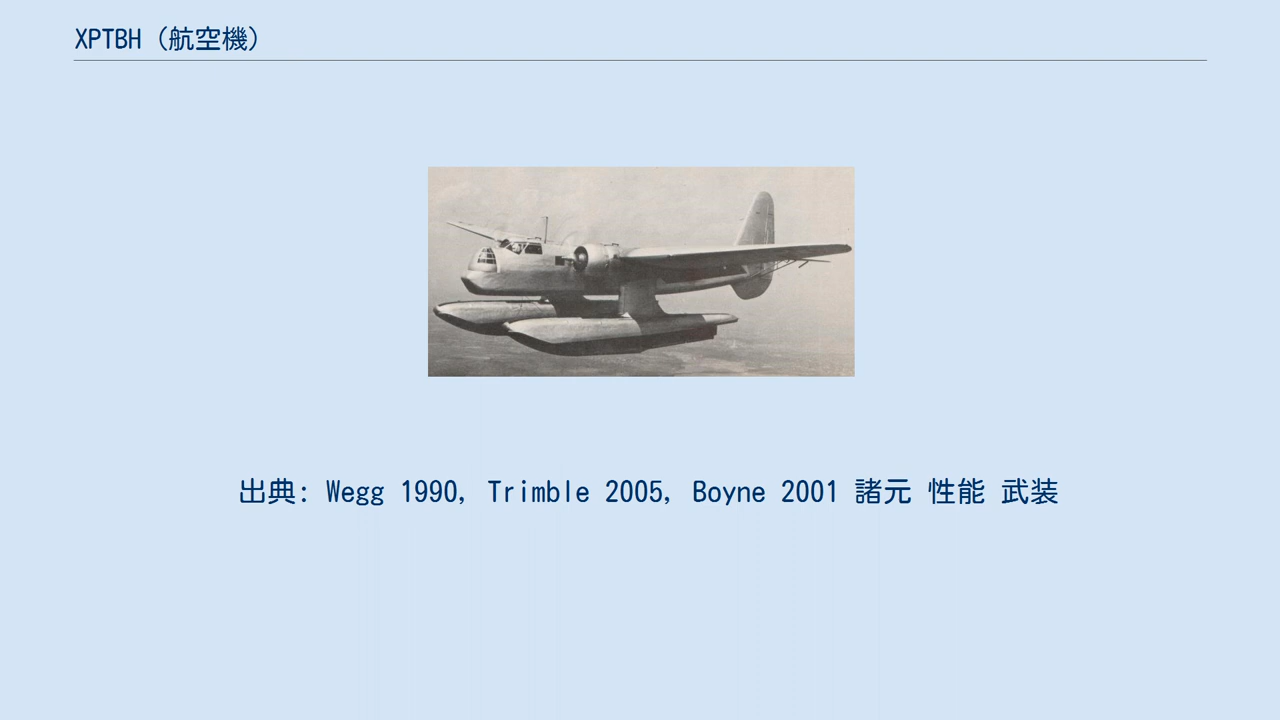 XPTBH（航空機）
出典: Wegg 1990, Trimble 2005, Boyne 2001 諸元 性能 武装